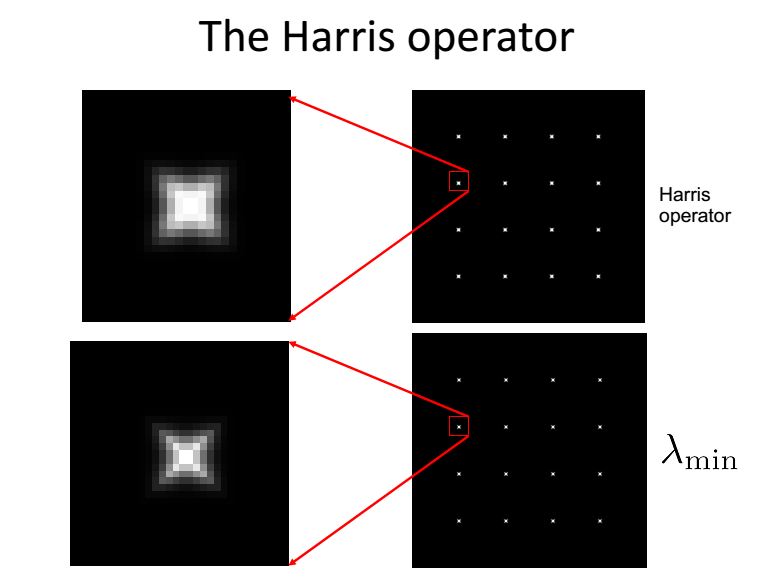 The Harris operator
Harris
operator
λmin